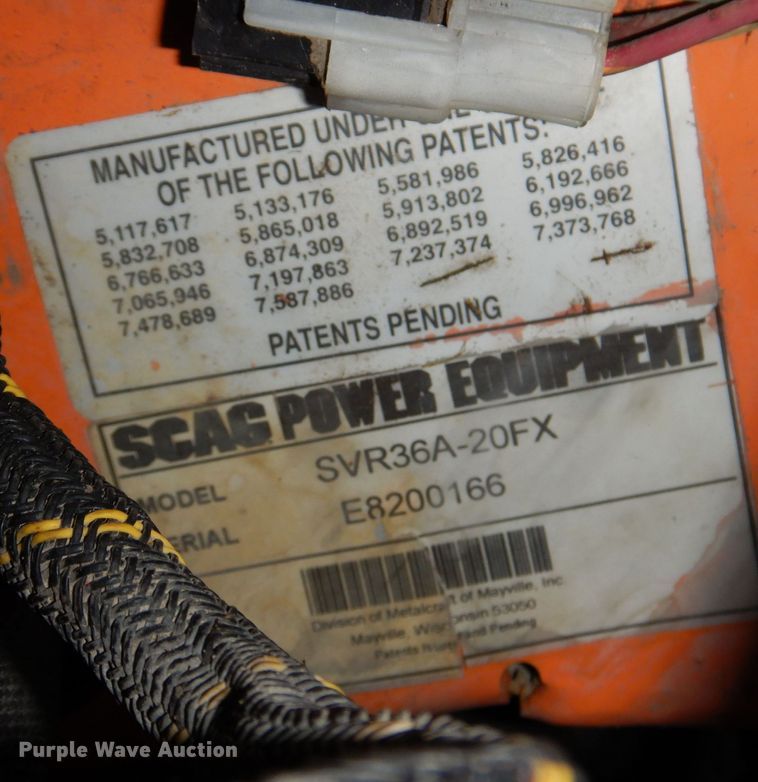 MANUFACTURED UNDER
OF THE FOLLOWING PATENTS:
5,117,617 5,133,176 5,581,986 5,826,416
5,832,708 5,865,018 5,913,802 6,192,666
6,766,633 6,874,309 6,892,519 6,996,962
7,065,946 7,197,863 7,237,374 7,373,768
7,478,689 7,587,886
PATENTS PENDING
SCAG POWER EQUIPMENT
MODEL SVR36A-20FX
ERIAL E8200166
Division of Metalcraft of Mayville, Inc.
Mayville, Wisconsin 53050
Patents Issued and Pending
Purple Wave Auction